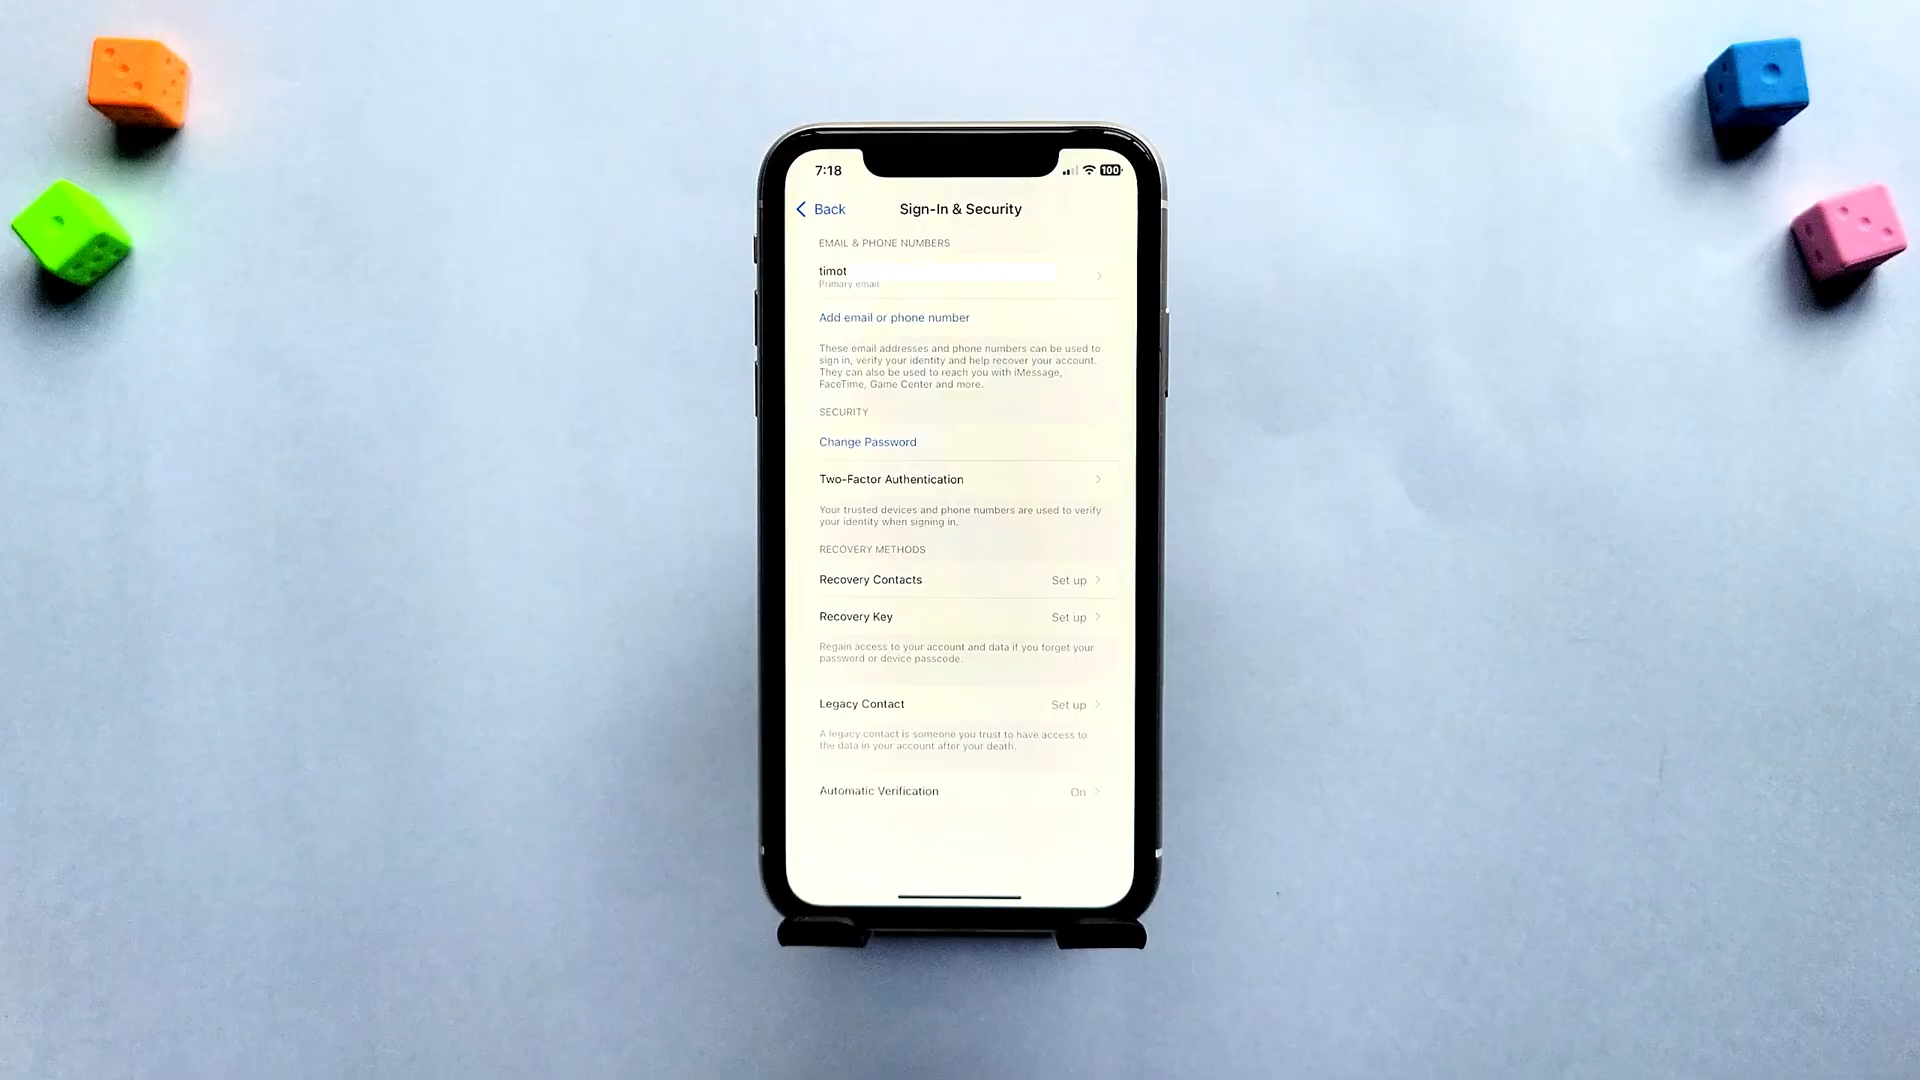 7:18
100
Back
Sign-In & Security
EMAIL & PHONE NUMBERS
timot
Primary email
Add email or phone number
These email addresses and phone numbers can be used to
sign in, verify your identity and help recover your account.
They can also be used to reach you with iMessage,
FaceTime, Game Center and more.
SECURITY
Change Password
Two-Factor Authentication
Your trusted devices and phone numbers are used to verify
your identity when signing in.
RECOVERY METHODS
Recovery Contacts Set up
Recovery Key Set up
Regain access to your account and data if you forget your
password or device passcode.
Legacy Contact Set up
A legacy contact is someone you trust to have access to
the data in your account after your death.
Automatic Verification On